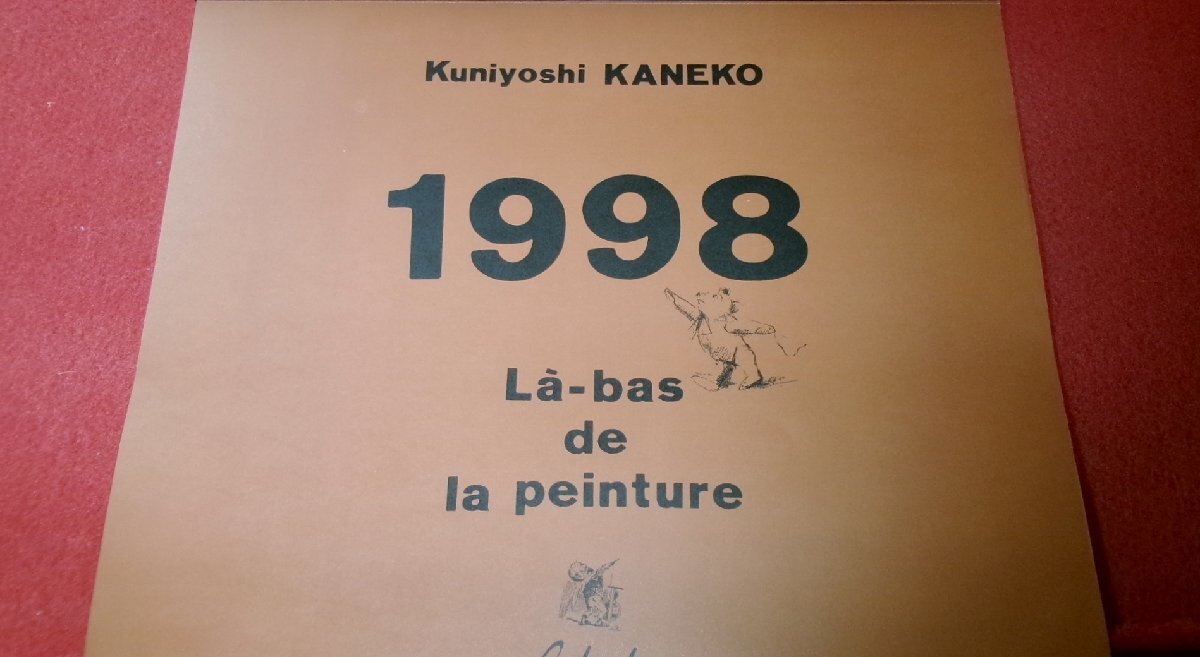 Kuniyoshi KANEKO
1998
Là-bas
de
la peinture